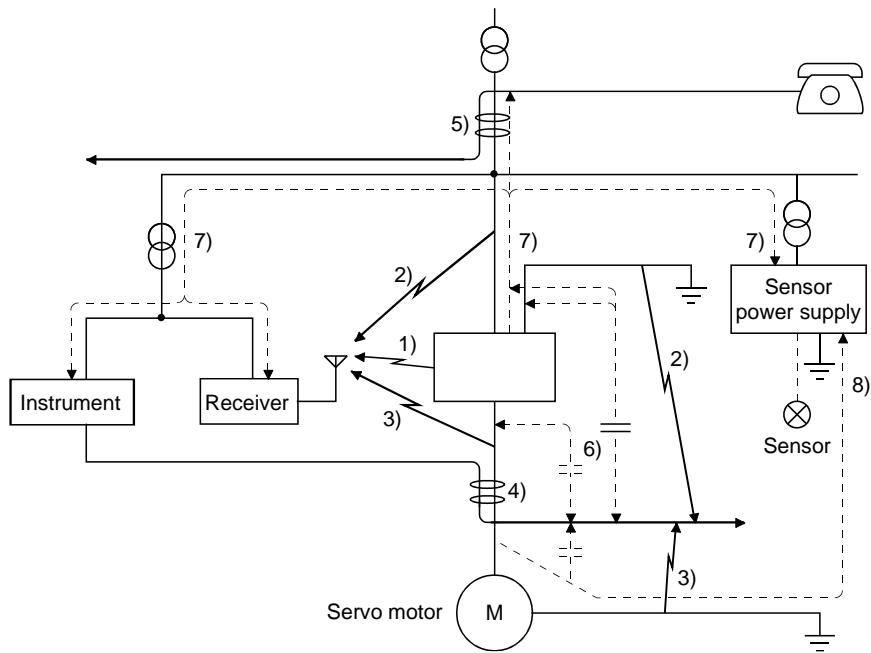 5)
7)
7)
7)
2)
Sensor
power supply
1)
2)
8)
Instrument
Receiver
3)
6)
Sensor
4)
3)
Servo motor
M